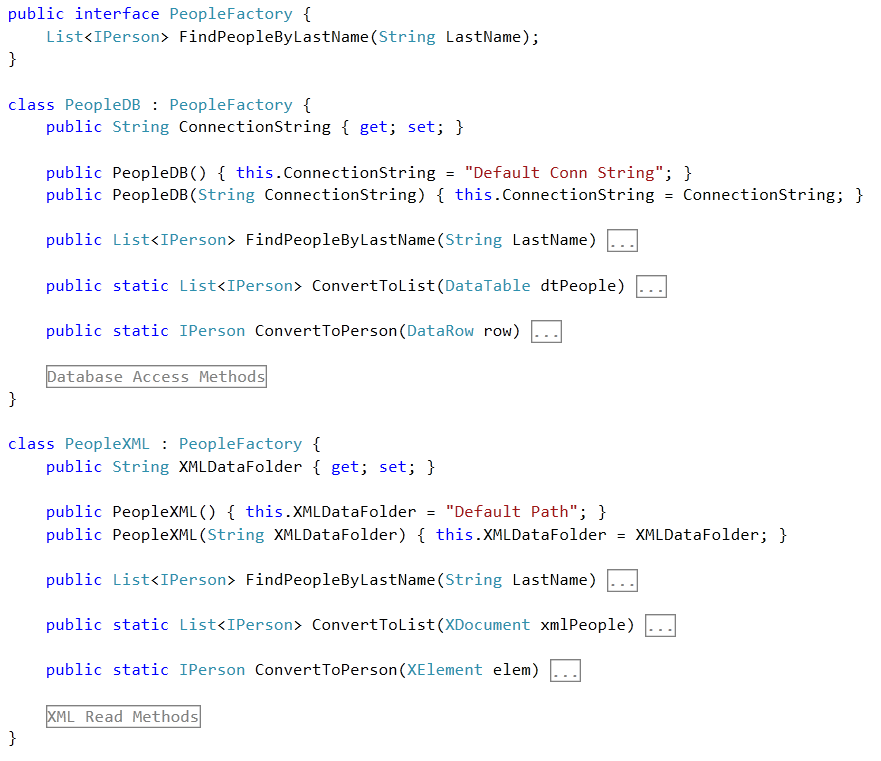 public interface PeopleFactory {
List<IPerson> FindPeopleByLastName(String LastName);
}
class PeopleDB : PeopleFactory {
public String ConnectionString { get; set; }
public PeopleDB() { this.ConnectionString = "Default Conn String"; }
public PeopleDB(String ConnectionString) { this.ConnectionString = ConnectionString; }
public List<IPerson> FindPeopleByLastName(String LastName) ...
public static List<IPerson> ConvertToList(DataTable dtPeople) ...
public static IPerson ConvertToPerson(DataRow row) ...
Database Access Methods
}
class PeopleXML : PeopleFactory {
public String XMLDataFolder { get; set; }
public PeopleXML() { this.XMLDataFolder = "Default Path"; }
public PeopleXML(String XMLDataFolder) { this.XMLDataFolder = XMLDataFolder; }
public List<IPerson> FindPeopleByLastName(String LastName) ...
public static List<IPerson> ConvertToList(XDocument xmlPeople) ...
public static IPerson ConvertToPerson(XElement elem) ...
XML Read Methods
}